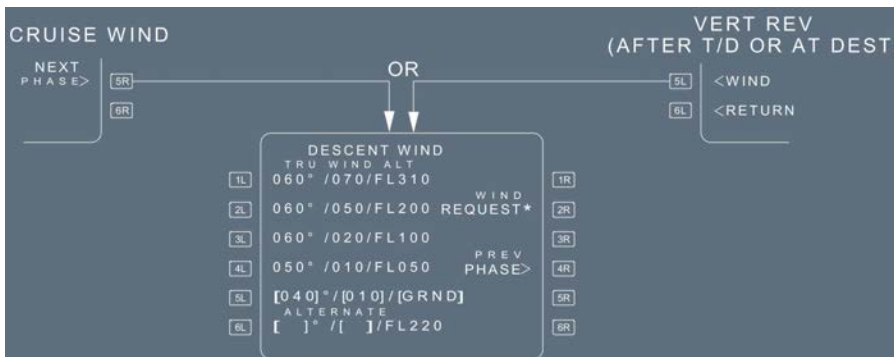 CRUISE WIND
NEXT
PHASE>
5R
6R
OR
VERT REV
(AFTER T/D OR AT DEST
5L
<WIND
6L
<RETURN
DESCENT WIND
TRU WIND ALT
1L 060° /070/FL310 1R
WIND
2L 060° /050/FL200 REQUEST* 2R
3L 060° /020/FL100 3R
PREV
4L 050° /010/FL050 PHASE> 4R
5L [040]°/[010]/[GRND] 5R
ALTERNATE
6L [ ]° /[ ]/FL220 6R